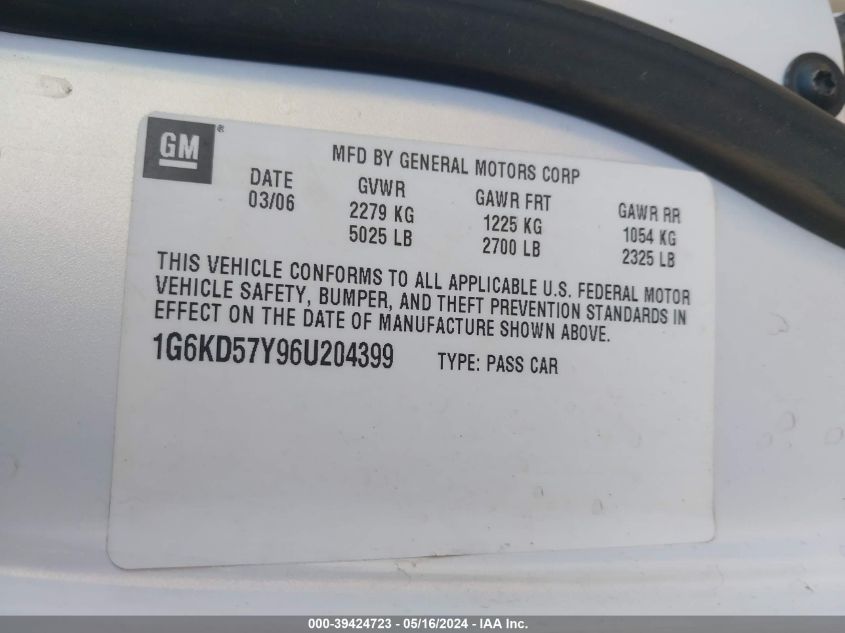 GM®
MFD BY GENERAL MOTORS CORP
DATE GVWR GAWR FRT GAWR RR
03/06 2279 KG 1225 KG 1054 KG
5025 LB 2700 LB 2325 LB
THIS VEHICLE CONFORMS TO ALL APPLICABLE U.S. FEDERAL MOTOR
VEHICLE SAFETY, BUMPER, AND THEFT PREVENTION STANDARDS IN
EFFECT ON THE DATE OF MANUFACTURE SHOWN ABOVE.
1G6KD57Y96U204399 TYPE: PASS CAR
000-39424723 - 05/16/2024 - IAA Inc.